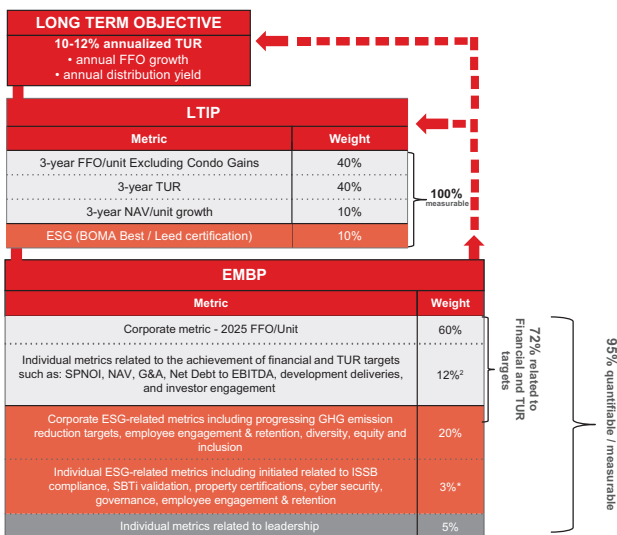 LONG TERM OBJECTIVE
10-12% annualized TUR
• annual FFO growth
• annual distribution yield
LTIP
Metric Weight
3-year FFO/unit Excluding Condo Gains 40%
3-year TUR 40%
3-year NAV/unit growth 10%
ESG (BOMA Best / Leed certification) 10%
100%
measurable
EMBP
Metric Weight
Corporate metric - 2025 FFO/Unit 60%
Individual metrics related to the achievement of financial and TUR targets
such as: SPNOI, NAV, G&A, Net Debt to EBITDA, development deliveries,
and investor engagement
12%²
Corporate ESG-related metrics including progressing GHG emission
reduction targets, employee engagement & retention, diversity, equity and
inclusion
20%
Individual ESG-related metrics including initiated related to ISSB
compliance, SBTi validation, property certifications, cyber security,
governance, employee engagement & retention
3%*
Individual metrics related to leadership 5%
72% related to
Financial and TUR
targets
95% quantifiable / measurable